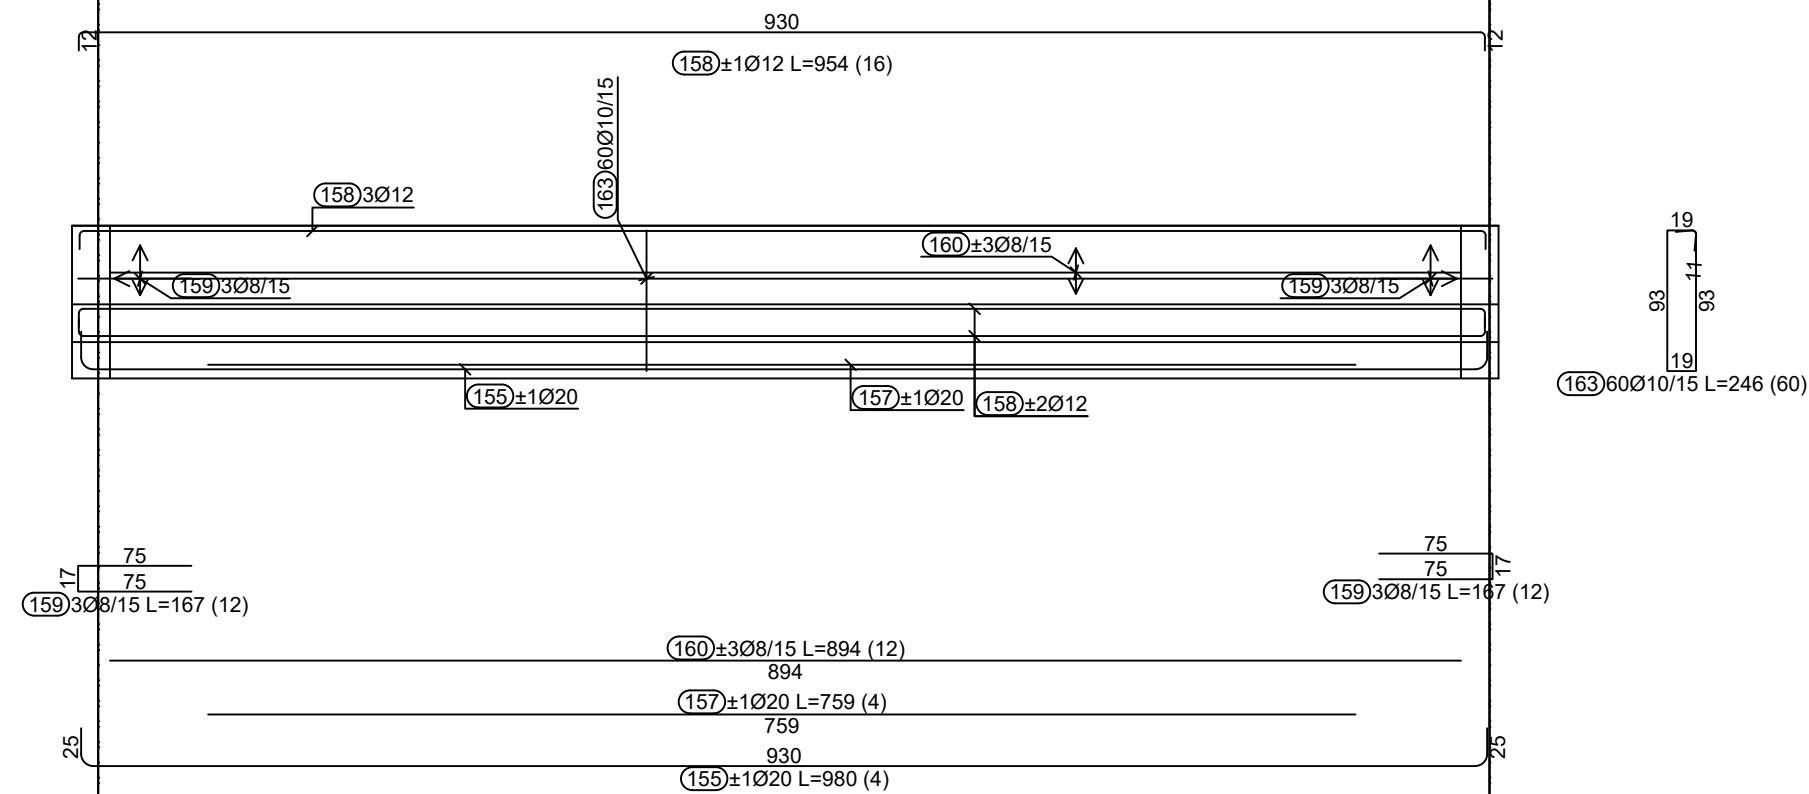 930
12
12
158 ±1Ø12 L=954 (16)
163 60Ø10/15
158 3Ø12
160 ±3Ø8/15
159 3Ø8/15
159 3Ø8/15
155 ±1Ø20
157 ±1Ø20
158 ±2Ø12
19
11
93
93
19
163 60Ø10/15 L=246 (60)
75
17
75
159 3Ø8/15 L=167 (12)
75
17
75
159 3Ø8/15 L=167 (12)
160 ±3Ø8/15 L=894 (12)
894
157 ±1Ø20 L=759 (4)
759
25
930
25
155 ±1Ø20 L=980 (4)